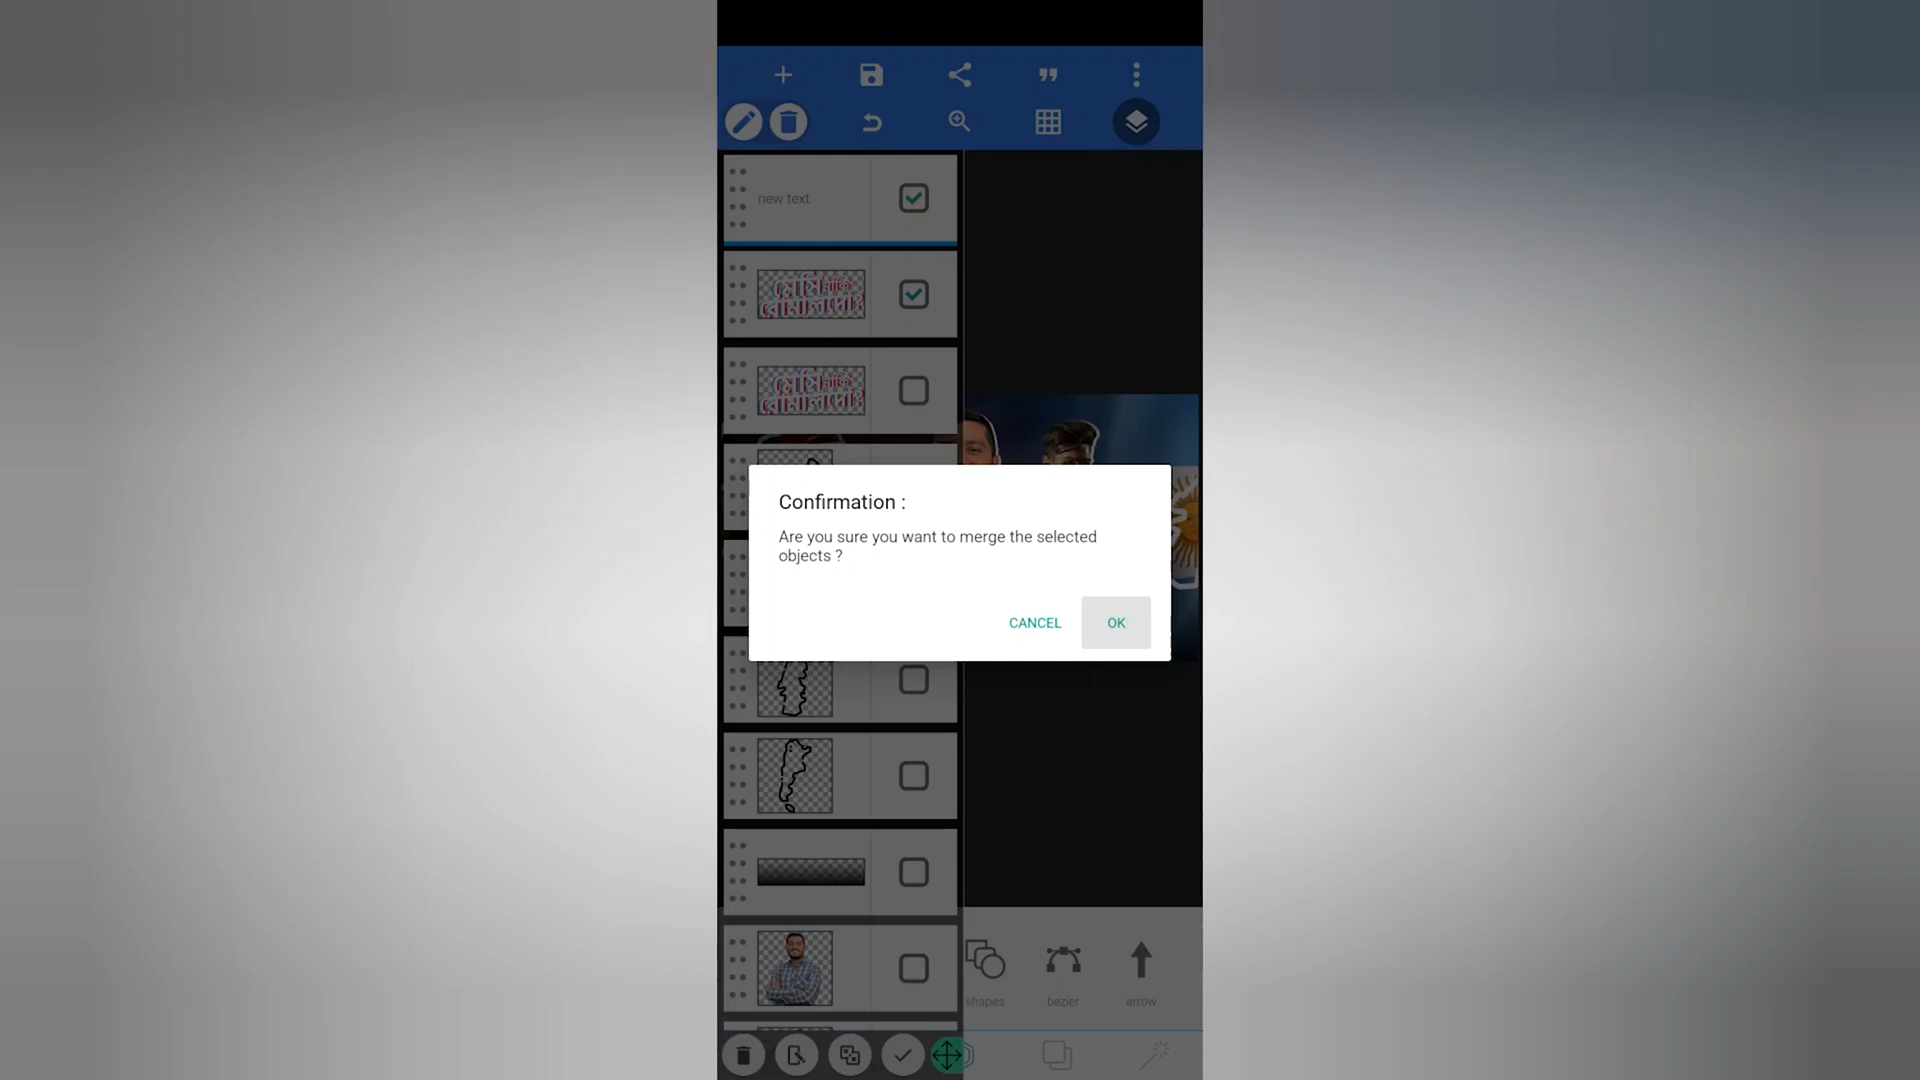 new text
Confirmation :
Are you sure you want to merge the selected
objects ?
CANCEL
OK
shapes
bezier
arrow